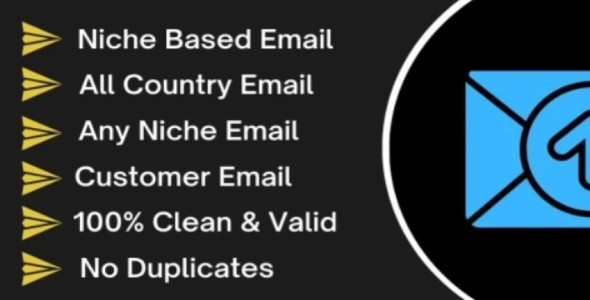 Niche Based Email
All Country Email
Any Niche Email
Customer Email
100% Clean & Valid
No Duplicates